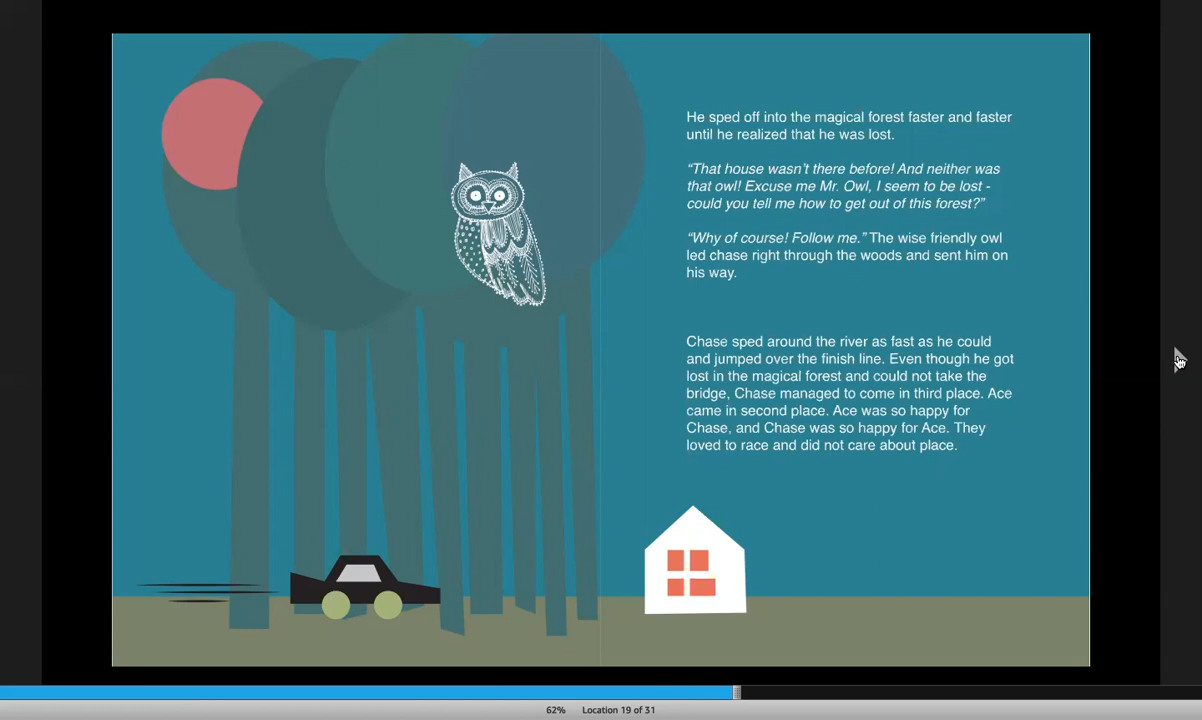 He sped off into the magical forest faster and faster
until he realized that he was lost.
“That house wasn’t there before! And neither was
that owl! Excuse me Mr. Owl, I seem to be lost -
could you tell me how to get out of this forest?”
“Why of course! Follow me.” The wise friendly owl
led chase right through the woods and sent him on
his way.
Chase sped around the river as fast as he could
and jumped over the finish line. Even though he got
lost in the magical forest and could not take the
bridge, Chase managed to come in third place. Ace
came in second place. Ace was so happy for
Chase, and Chase was so happy for Ace. They
loved to race and did not care about place.
62% Location 19 of 31